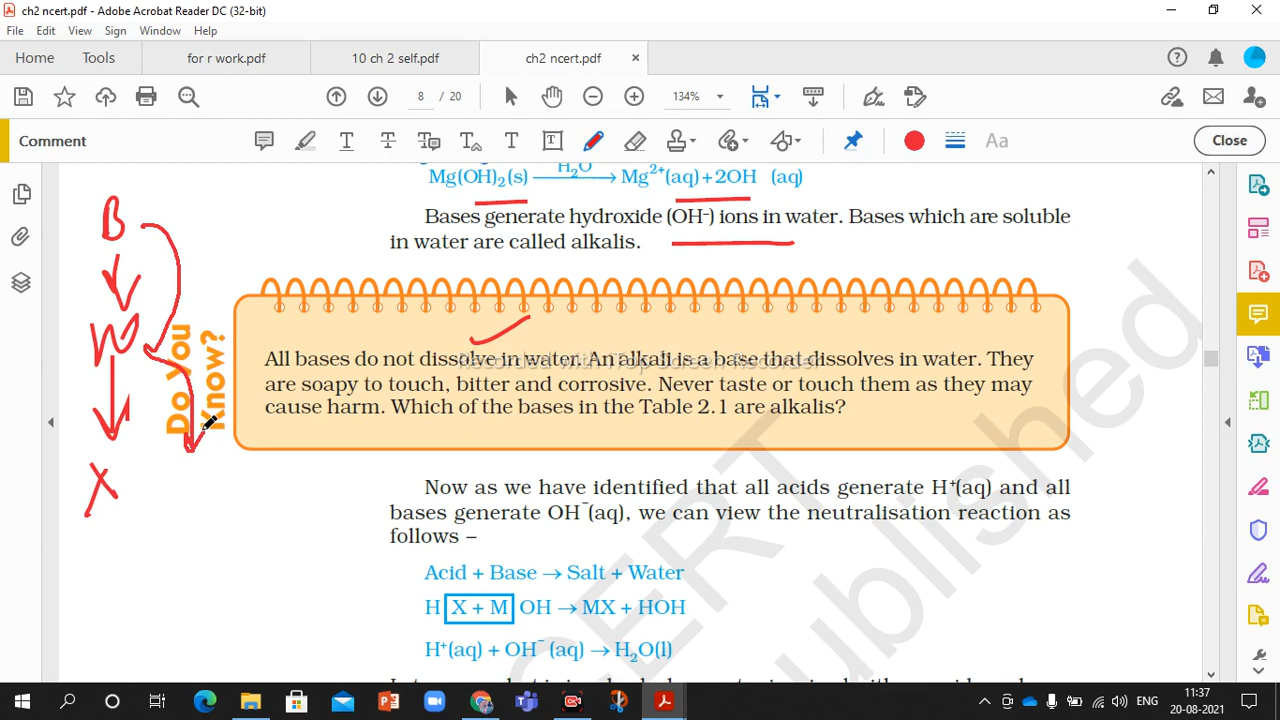 ch2 ncert.pdf - Adobe Acrobat Reader DC (32-bit)
File Edit View Sign Window Help
Home Tools for r work.pdf 10 ch 2 self.pdf ch2 ncert.pdf
8 / 20 134%
Comment Aa Close
H₂O
Mg(OH)₂(s) ⟶ Mg²⁺(aq)+2OH (aq)
Bases generate hydroxide (OH⁻) ions in water. Bases which are soluble
in water are called alkalis.
B
Do You
Know?
All bases do not dissolve in water. An alkali is a base that dissolves in water. They
Recorded with iTop Screen Recorder
are soapy to touch, bitter and corrosive. Never taste or touch them as they may
cause harm. Which of the bases in the Table 2.1 are alkalis?
X
Now as we have identified that all acids generate H⁺(aq) and all
bases generate OH⁻(aq), we can view the neutralisation reaction as
follows –
Acid + Base → Salt + Water
H X + M OH → MX + HOH
H⁺(aq) + OH⁻ (aq) → H₂O(l)
ENG 11:37
20-08-2021